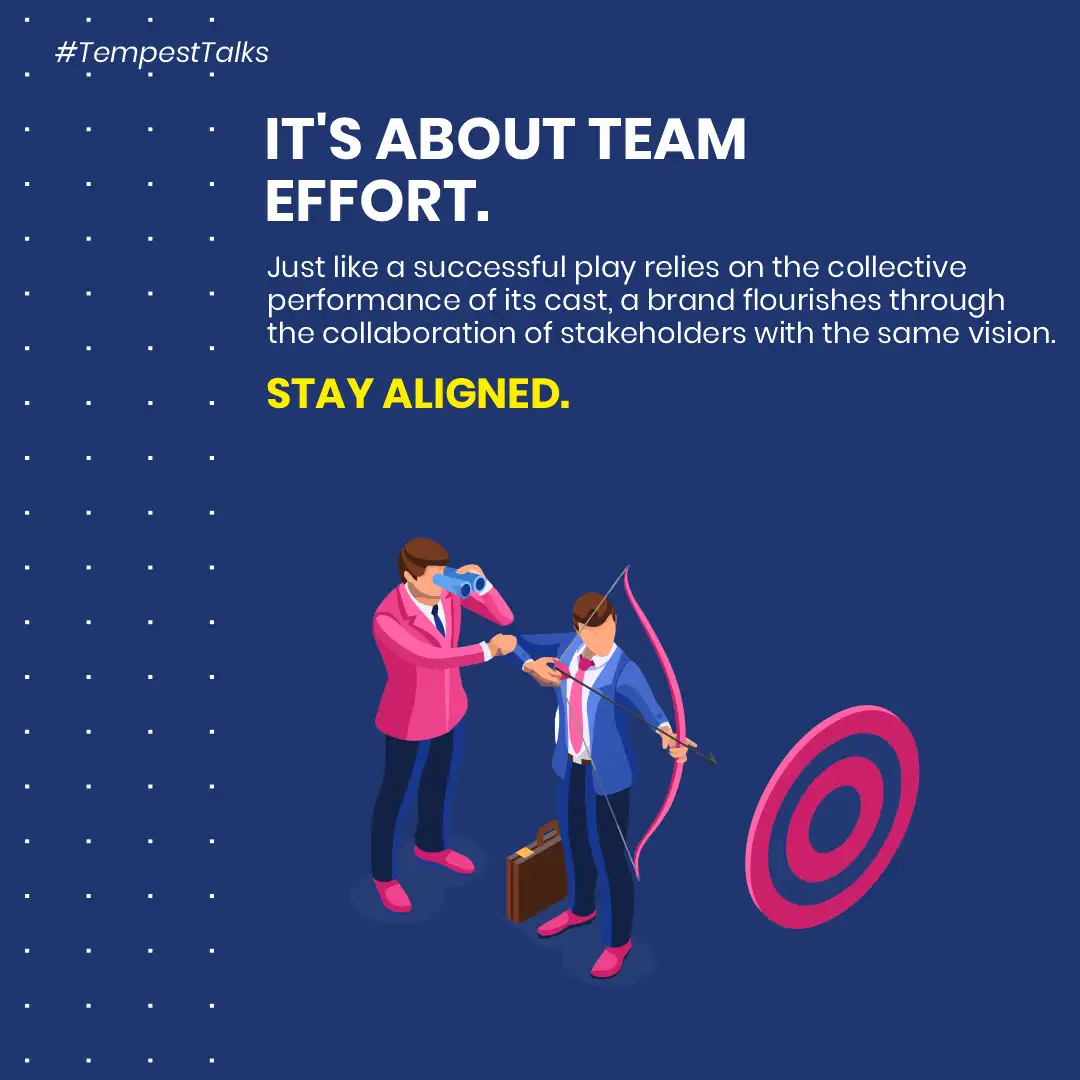 #TempestTalks
IT'S ABOUT TEAM
EFFORT.
Just like a successful play relies on the collective
performance of its cast, a brand flourishes through
the collaboration of stakeholders with the same vision.
STAY ALIGNED.